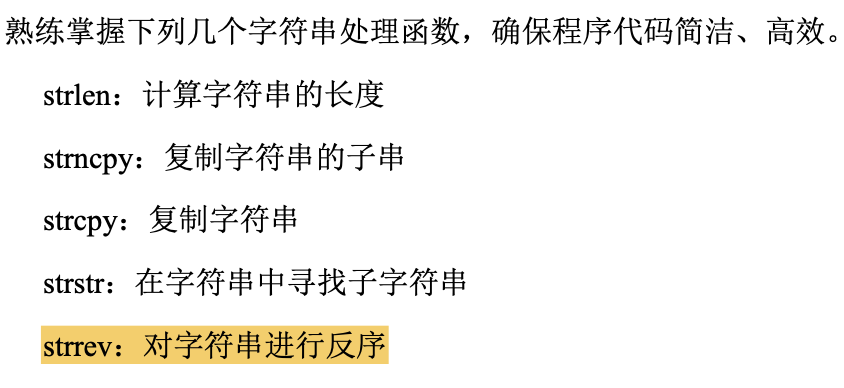 熟练掌握下列几个字符串处理函数，确保程序代码简洁、高效。
strlen：计算字符串的长度
strncpy：复制字符串的子串
strcpy：复制字符串
strstr：在字符串中寻找子字符串
strrev：对字符串进行反序